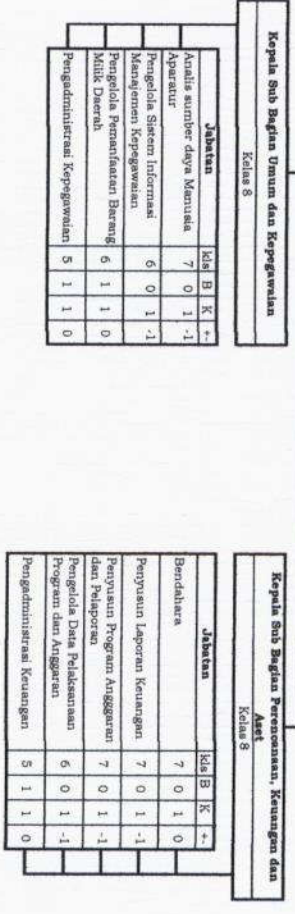 Kepala Sub Bagian Umum dan Kepegawaian
Kelas 8
Jabatan kls B K +-
Analis sumber daya Manusia
Aparatur 7 0 1 -1
Pengelola Sistem Informasi
Manajemen Kepegawaian 6 0 1 -1
Pengelola Pemanfaatan Barang
Milik Daerah 6 1 1 0
Pengadministrasi Kepegawaian 5 1 1 0
Kepala Sub Bagian Perencanaan, Keuangan dan
Aset
Kelas 8
Jabatan kls B K +-
Bendahara 7 0 1 0
Penyusun Laporan Keuangan 7 0 1 -1
Penyusun Program Angggaran
dan Pelaporan 7 0 1 -1
Pengelola Data Pelaksanaan
Program dan Anggaran 6 0 1 -1
Pengadministrasi Keuangan 5 1 1 0